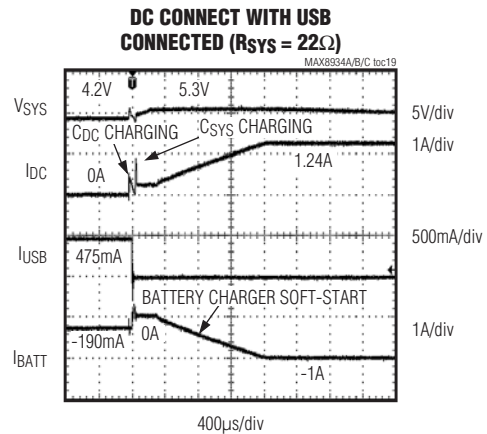 DC CONNECT WITH USB
CONNECTED (RSYS = 22Ω)
MAX8934A/B/C toc19
4.2V 5.3V
VSYS 5V/div
CDC CHARGING CSYS CHARGING
1A/div
IDC 0A 1.24A
500mA/div
IUSB 475mA
BATTERY CHARGER SOFT-START
-190mA 0A 1A/div
IBATT -1A
400µs/div